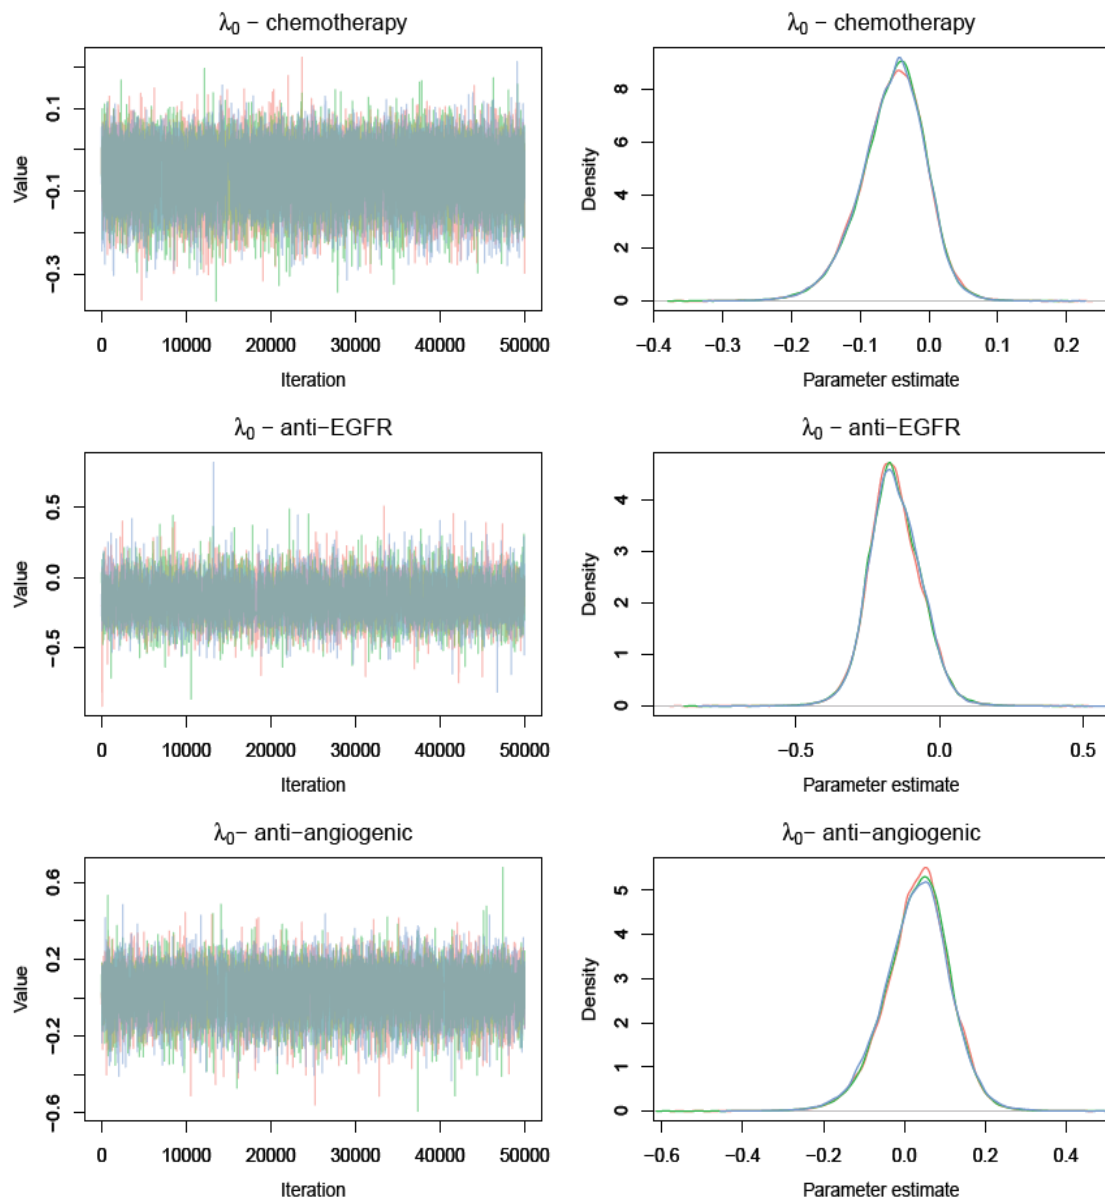 λ₀ − chemotherapy
λ₀ − chemotherapy
Value
0.1
−0.1
−0.3
0 10000 20000 30000 40000 50000
Iteration
Density
8
6
4
2
0
−0.4 −0.3 −0.2 −0.1 0.0 0.1 0.2
Parameter estimate
λ₀ − anti−EGFR
λ₀ − anti−EGFR
Value
0.5
0.0
−0.5
0 10000 20000 30000 40000 50000
Iteration
Density
4
3
2
1
0
−0.5 0.0 0.5
Parameter estimate
λ₀− anti−angiogenic
λ₀− anti−angiogenic
Value
0.6
0.2
−0.2
−0.6
0 10000 20000 30000 40000 50000
Iteration
Density
5
4
3
2
1
0
−0.6 −0.4 −0.2 0.0 0.2 0.4
Parameter estimate